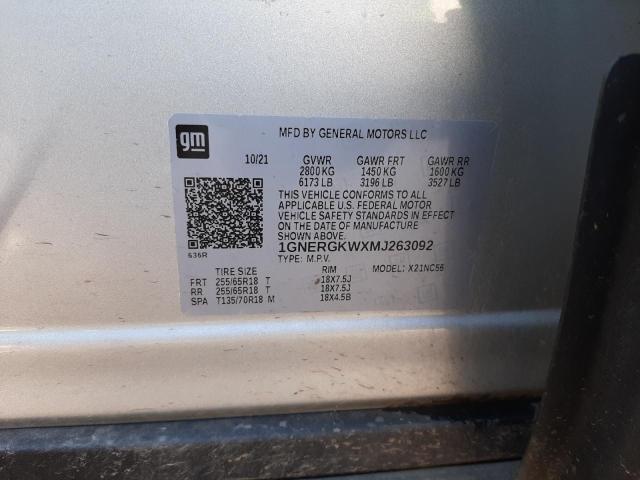 gm
MFD BY GENERAL MOTORS LLC
10/21 GVWR GAWR FRT GAWR RR
2800 KG 1450 KG 1600 KG
6173 LB 3196 LB 3527 LB
THIS VEHICLE CONFORMS TO ALL
APPLICABLE U.S. FEDERAL MOTOR
VEHICLE SAFETY STANDARDS IN EFFECT
ON THE DATE OF MANUFACTURE
SHOWN ABOVE.
636R
1GNERGKWXMJ263092
TYPE: M.P.V. MODEL: X21NC56
TIRE SIZE RIM
FRT 255/65R18 T 18X7.5J
RR 255/65R18 T 18X7.5J
SPA T135/70R18 M 18X4.5B